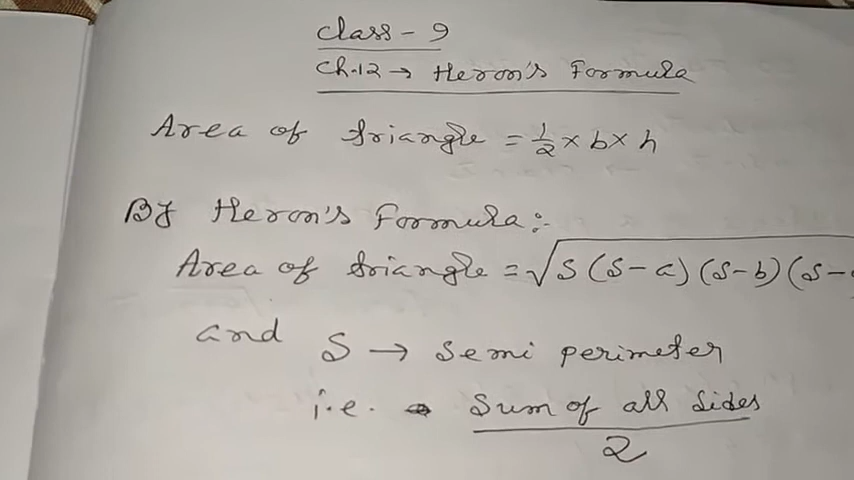 Class - 9
Ch.12 → Heron's Formula
Area of triangle = 1/2 × b × h
By Heron's Formula :-
Area of triangle = √S(S-a)(S-b)(S-
and S → Semi perimeter
i.e. Sum of all sides
2